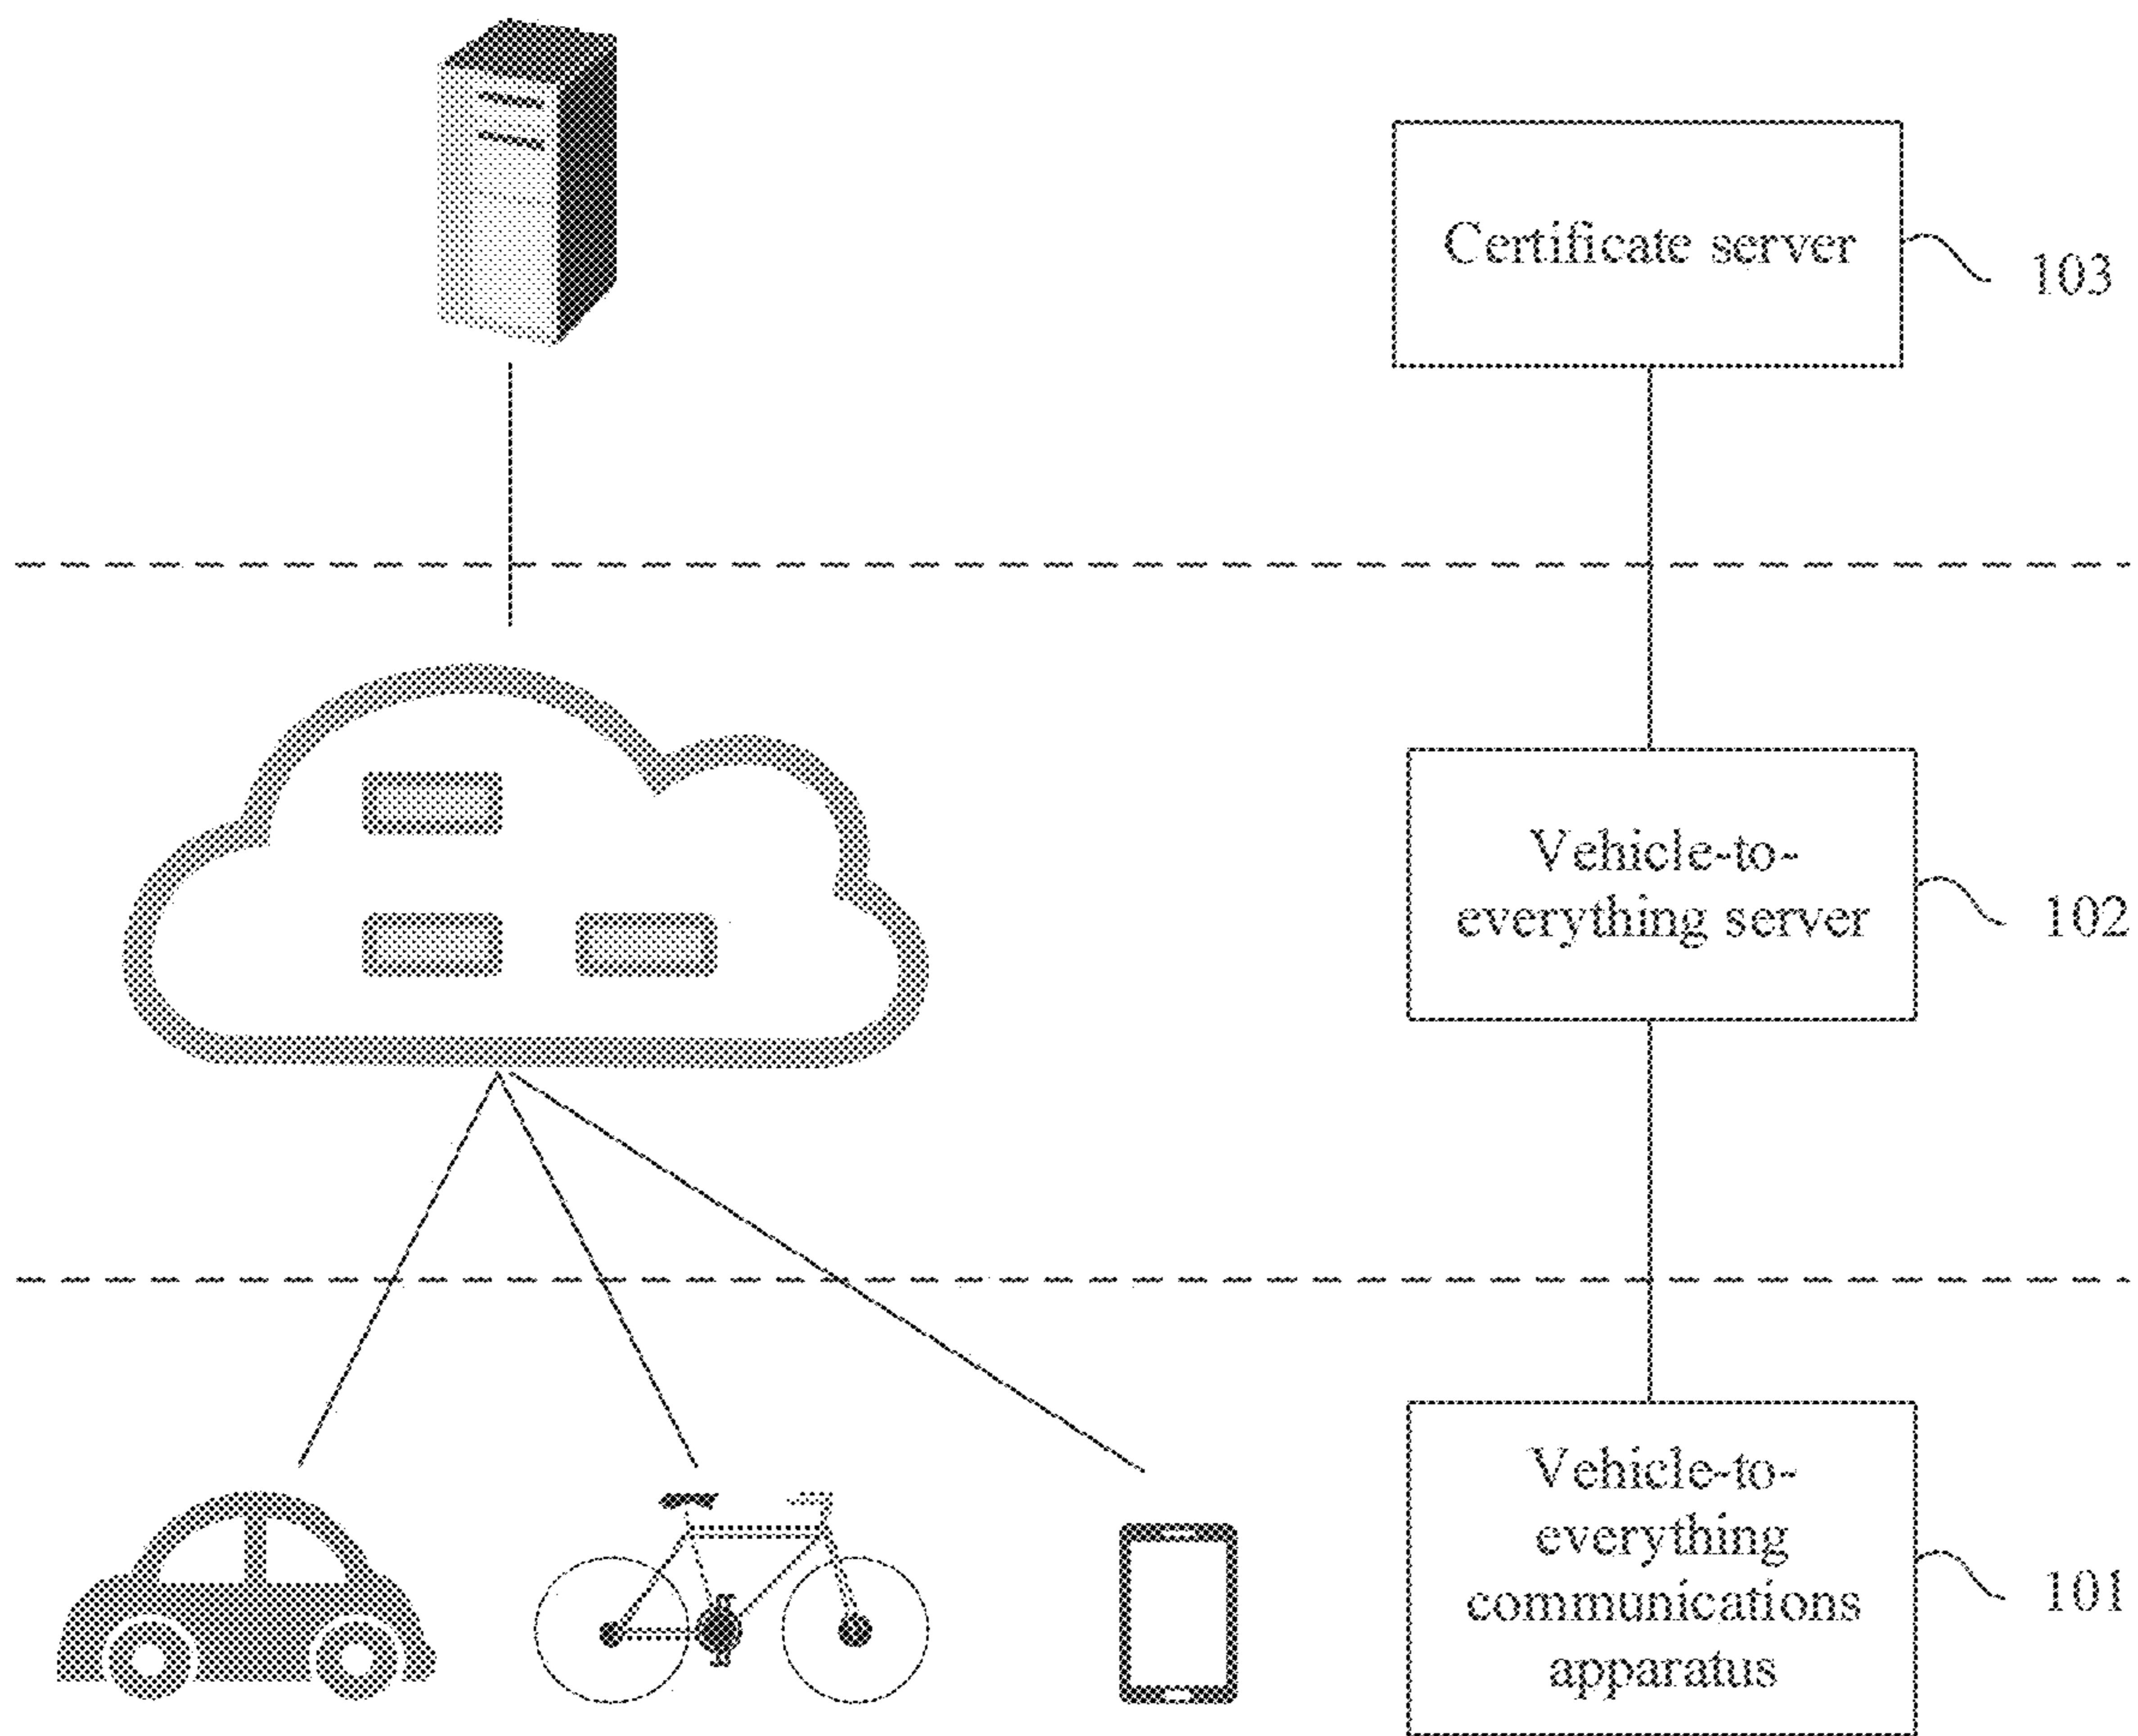 Certificate server
103
Vehicle-to-
everything server
102
Vehicle-to-
everything
communications
apparatus
101